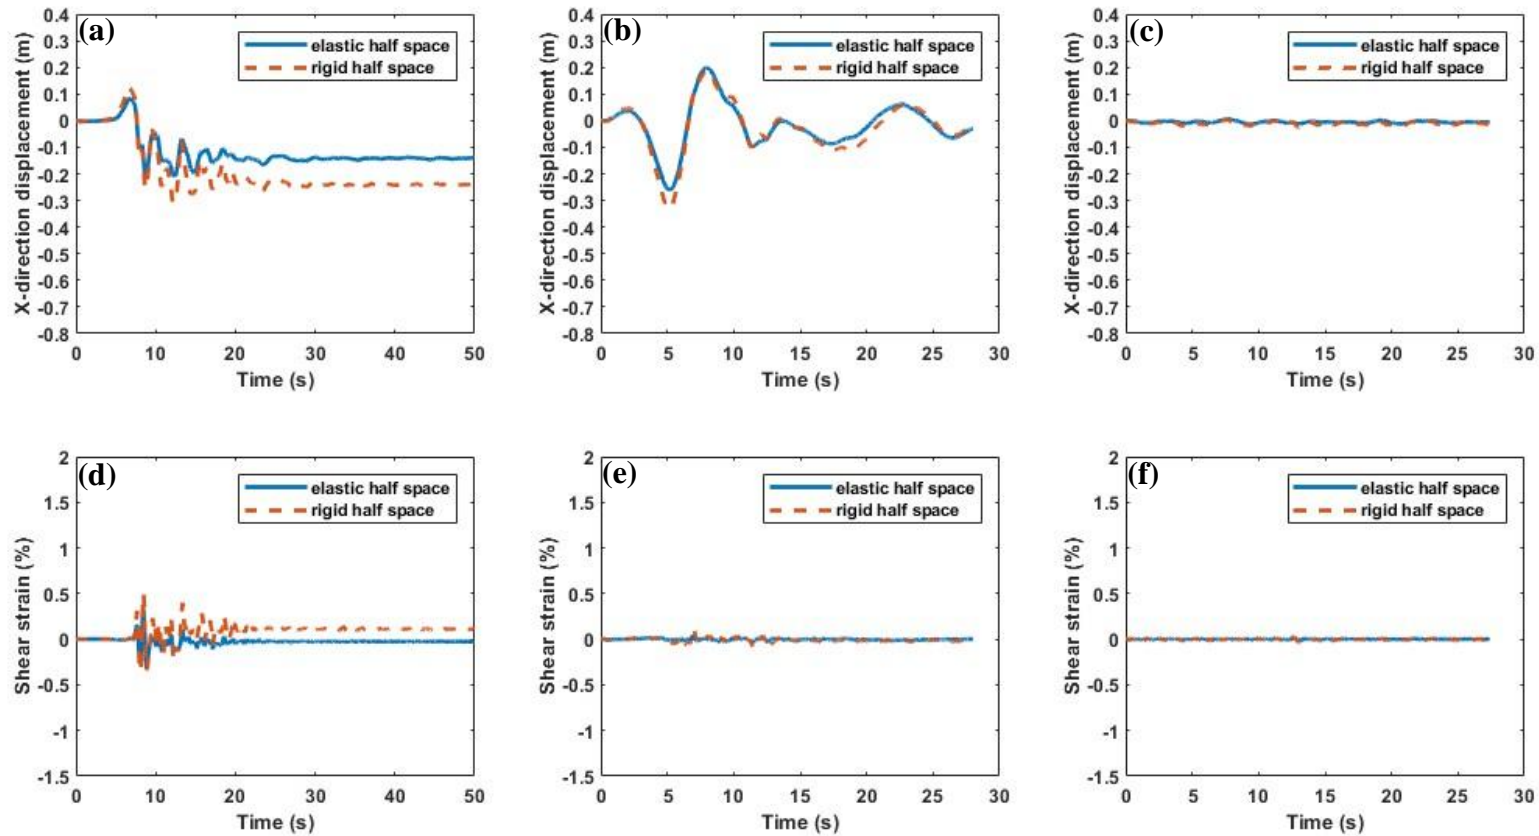 (a)
X-direction displacement (m)
0.4
0.3
0.2
0.1
0
-0.1
-0.2
-0.3
-0.4
-0.5
-0.6
-0.7
-0.8
elastic half space
rigid half space
0 10 20 30 40 50
Time (s)
(b)
X-direction displacement (m)
0.4
0.3
0.2
0.1
0
-0.1
-0.2
-0.3
-0.4
-0.5
-0.6
-0.7
-0.8
elastic half space
rigid half space
0 5 10 15 20 25 30
Time (s)
(c)
X-direction displacement (m)
0.4
0.3
0.2
0.1
0
-0.1
-0.2
-0.3
-0.4
-0.5
-0.6
-0.7
-0.8
elastic half space
rigid half space
0 5 10 15 20 25 30
Time (s)
(d)
Shear strain (%)
2
1.5
1
0.5
0
-0.5
-1
-1.5
elastic half space
rigid half space
0 10 20 30 40 50
Time (s)
(e)
Shear strain (%)
2
1.5
1
0.5
0
-0.5
-1
-1.5
elastic half space
rigid half space
0 5 10 15 20 25 30
Time (s)
(f)
Shear strain (%)
2
1.5
1
0.5
0
-0.5
-1
-1.5
elastic half space
rigid half space
0 5 10 15 20 25 30
Time (s)